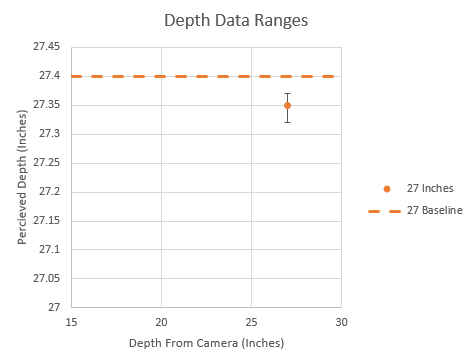 Depth Data Ranges
27.45
27.4
27.35
27.3
27.25
27.2
27.15
27.1
27.05
27
15 20 25 30
Percieved Depth (Inches)
Depth From Camera (Inches)
27 Inches
27 Baseline